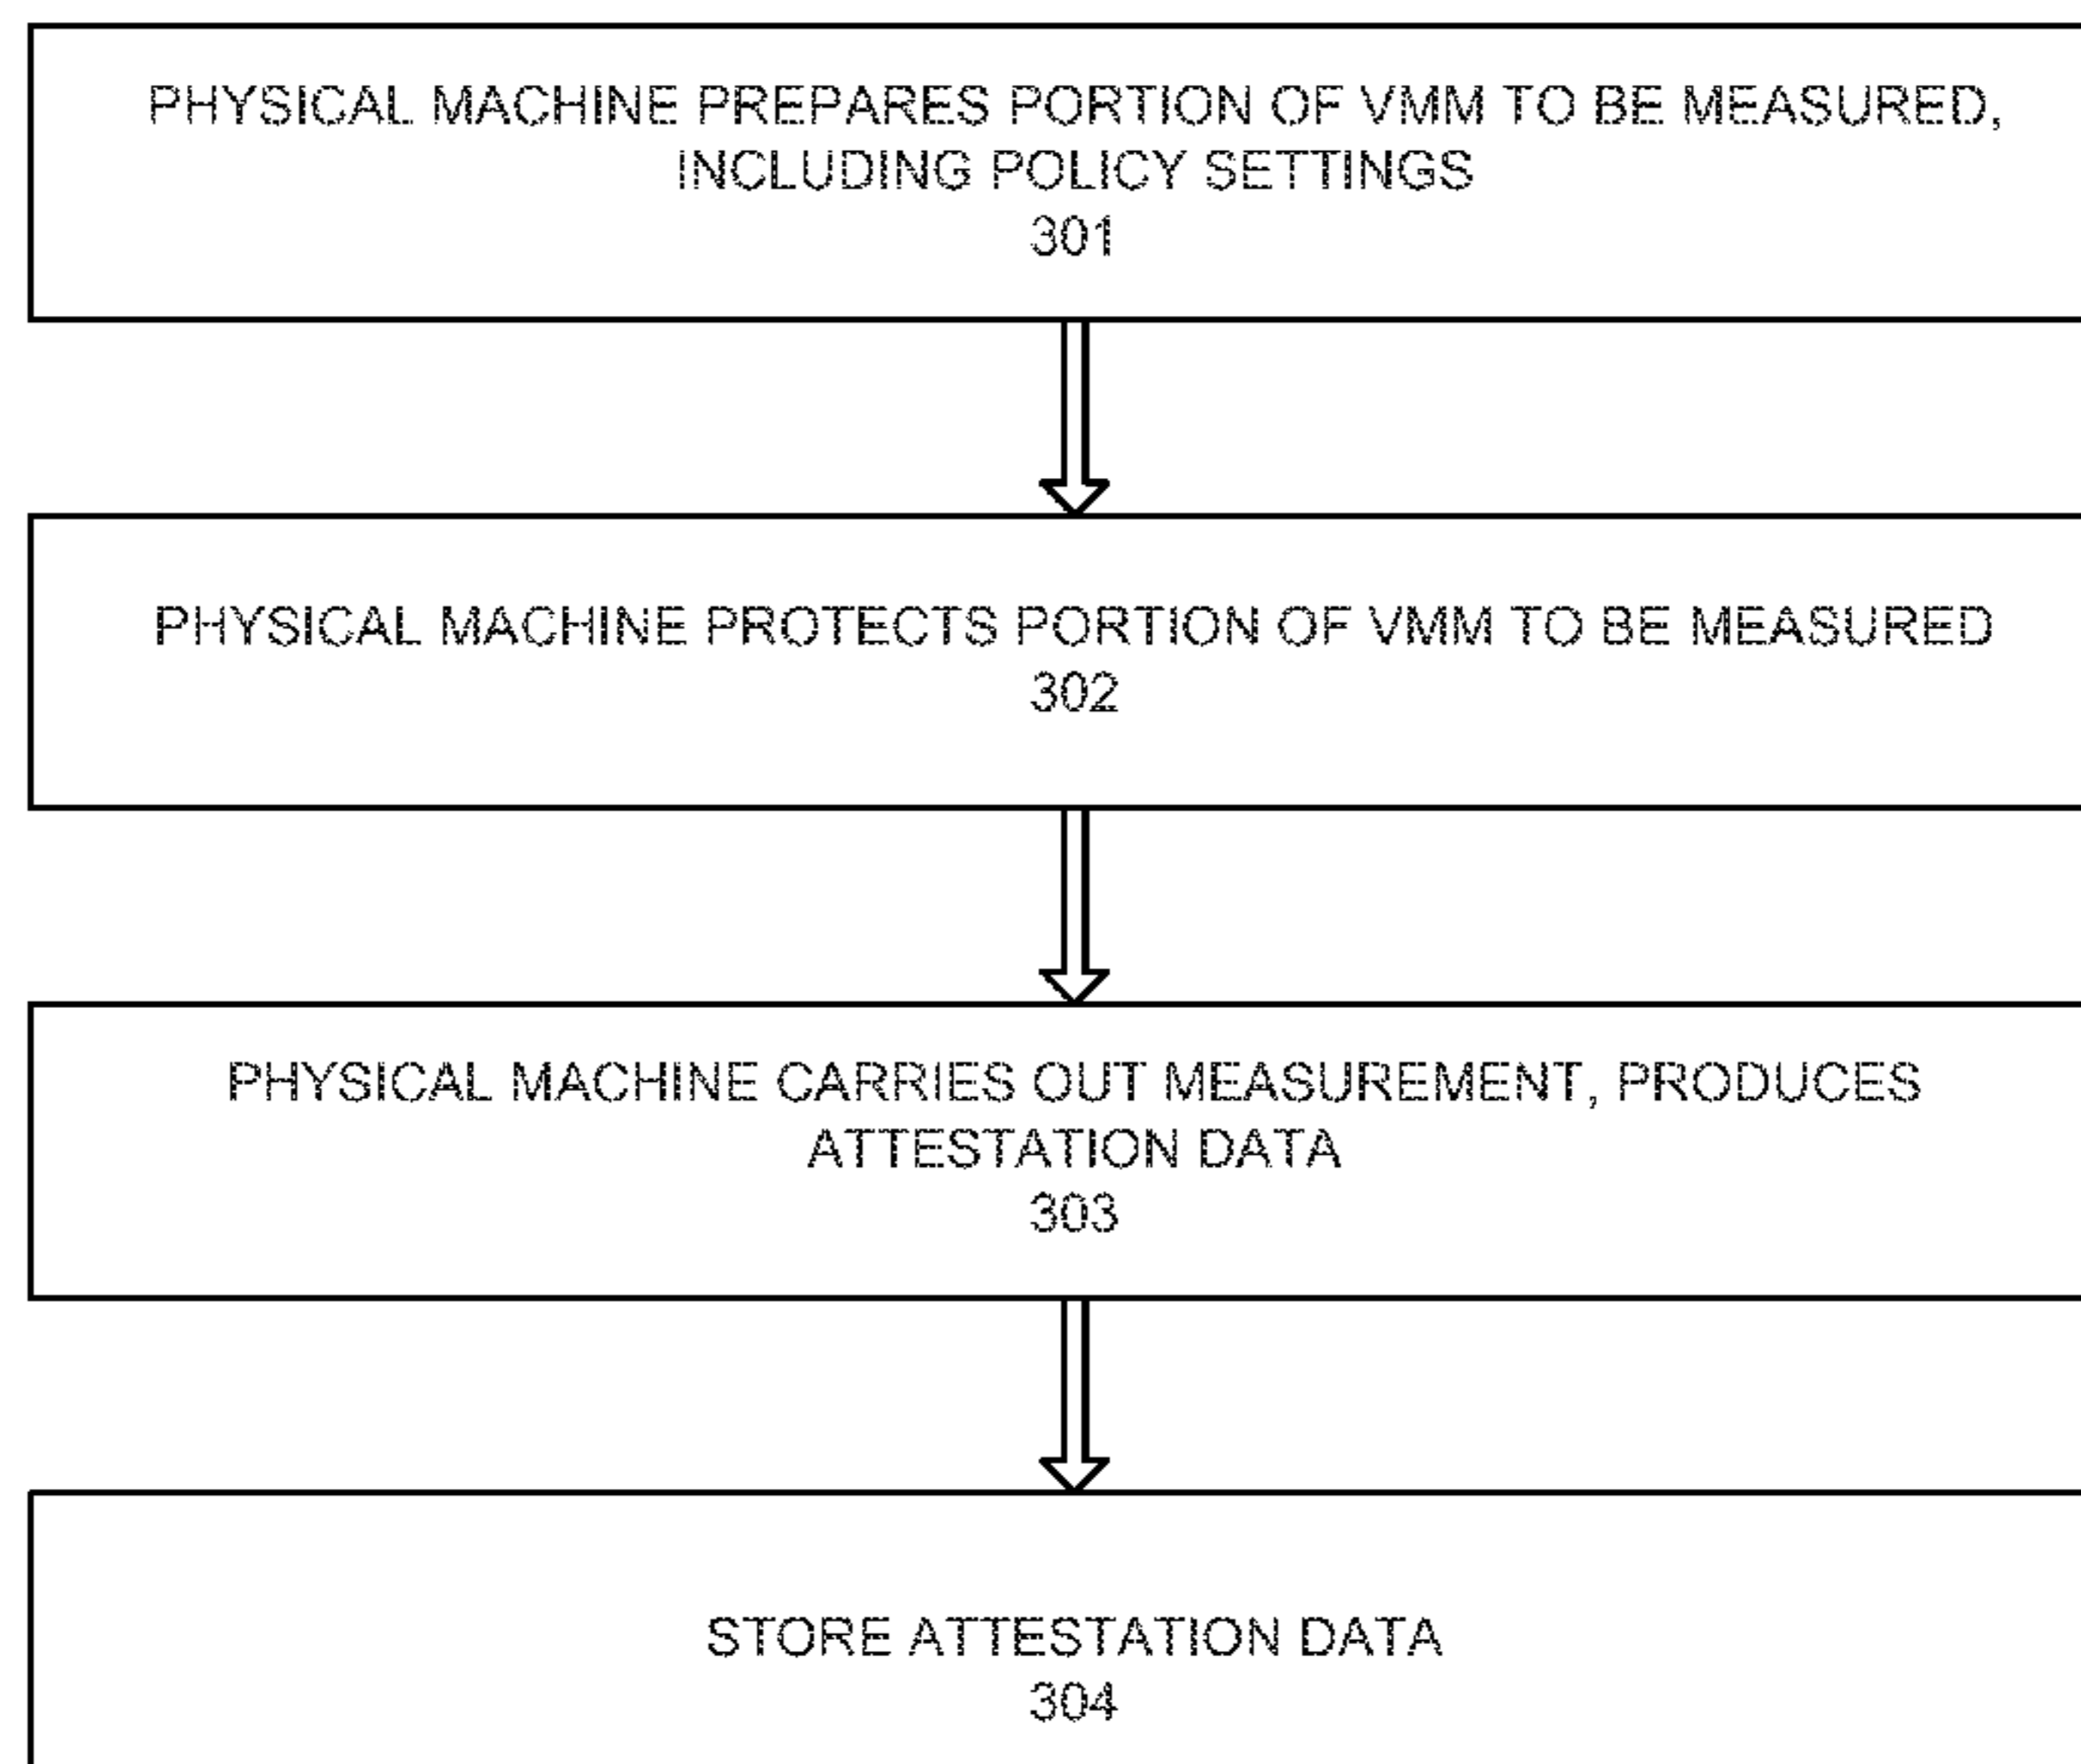 PHYSICAL MACHINE PREPARES PORTION OF VMM TO BE MEASURED,
INCLUDING POLICY SETTINGS
301
PHYSICAL MACHINE PROTECTS PORTION OF VMM TO BE MEASURED
302
PHYSICAL MACHINE CARRIES OUT MEASUREMENT, PRODUCES
ATTESTATION DATA
303
STORE ATTESTATION DATA
304